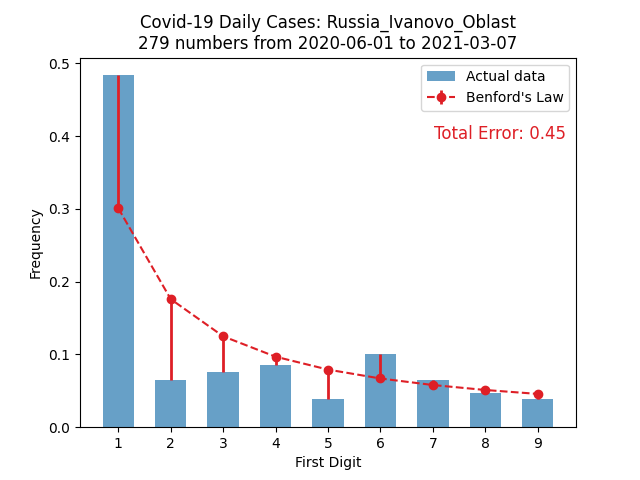 Covid-19 Daily Cases: Russia_Ivanovo_Oblast
279 numbers from 2020-06-01 to 2021-03-07
Actual data
Benford's Law
Total Error: 0.45
Frequency
0.5
0.4
0.3
0.2
0.1
0.0
1 2 3 4 5 6 7 8 9
First Digit